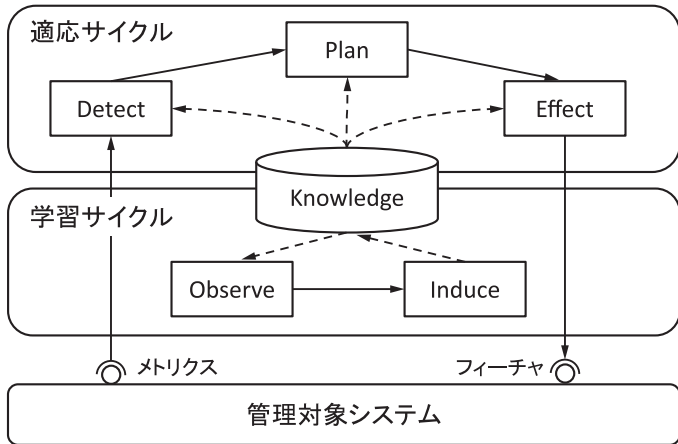 適応サイクル
Plan
Detect
Effect
Knowledge
学習サイクル
Observe
Induce
メトリクス
フィーチャ
管理対象システム